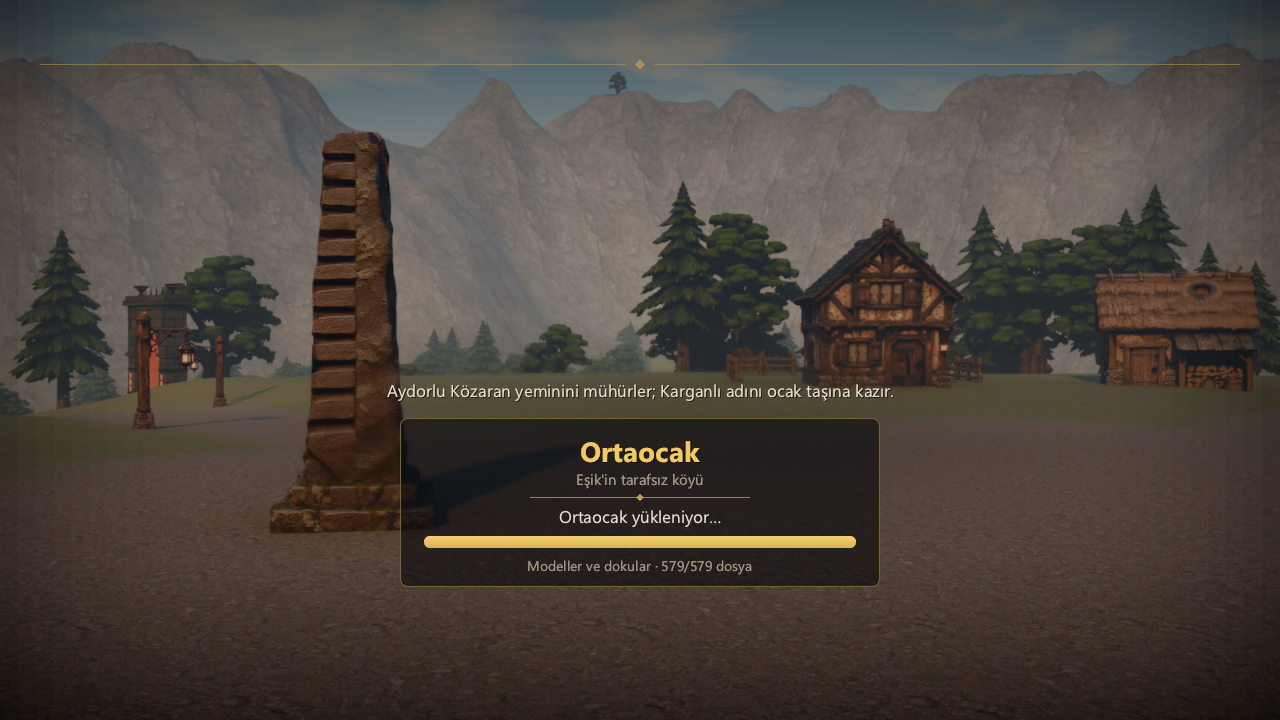 Aydorlu Közaran yeminini mühürler; Karganlı adını ocak taşına kazır.
Ortaocak
Eşik'in tarafsız köyü
Ortaocak yükleniyor...
Modeller ve dokular · 579/579 dosya